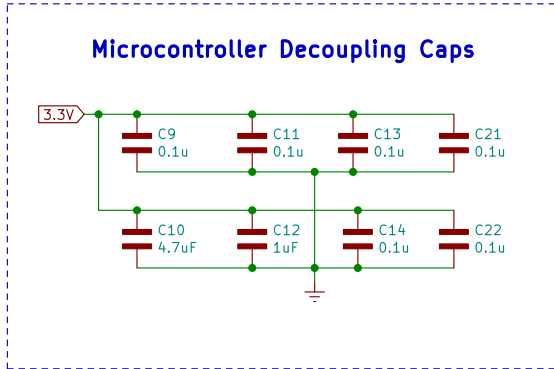 Microcontroller Decoupling Caps
3.3V
C9
0.1u
C11
0.1u
C13
0.1u
C21
0.1u
C10
4.7uF
C12
1uF
C14
0.1u
C22
0.1u